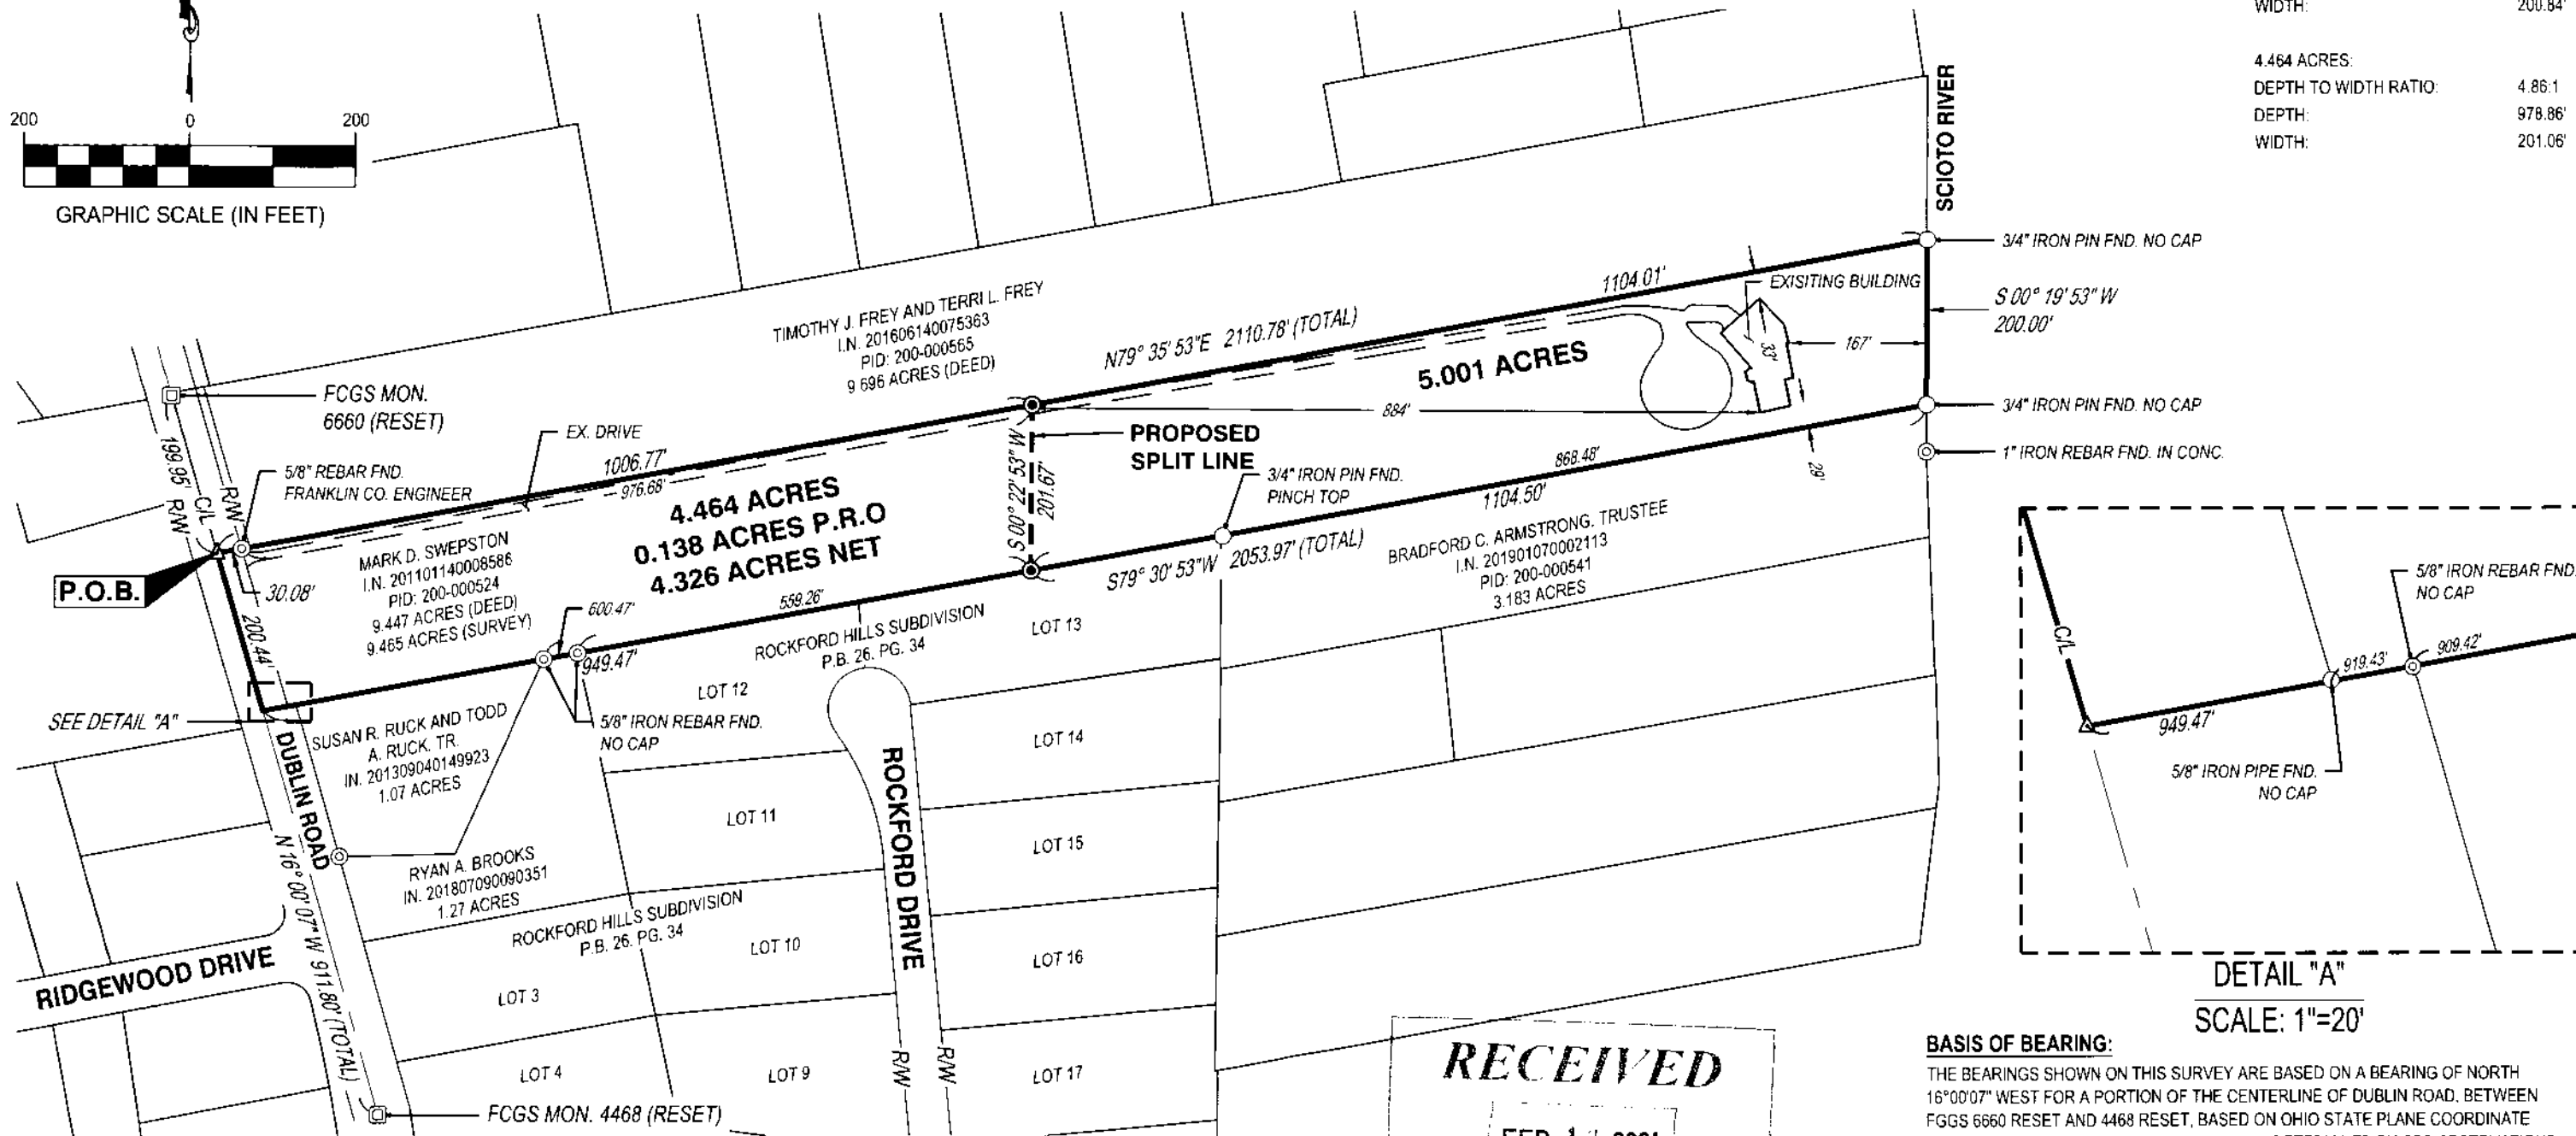 WIDTH: 200.84'
4.464 ACRES:
DEPTH TO WIDTH RATIO: 4.86:1
DEPTH: 978.86'
WIDTH: 201.06'
200 0 200
GRAPHIC SCALE (IN FEET)
SCIOTO RIVER
3/4" IRON PIN FND. NO CAP
S 00° 19' 53" W
200.00'
3/4" IRON PIN FND. NO CAP
1" IRON REBAR FND. IN CONC.
1104.01'
EXISITING BUILDING
33'
167'
5.001 ACRES
884'
29'
TIMOTHY J. FREY AND TERRI L. FREY
I.N. 201606140075363
PID: 200-000565
9.696 ACRES (DEED)
N79° 35' 53"E 2110.78' (TOTAL)
FCGS MON.
6660 (RESET)
EX. DRIVE
1006.77'
976.68'
5/8" REBAR FND.
FRANKLIN CO. ENGINEER
199.95'
R/W
C/L
R/W
P.O.B.
30.08'
200.44'
MARK D. SWEPSTON
I.N. 201101140008586
PID: 200-000524
9.447 ACRES (DEED)
9.465 ACRES (SURVEY)
4.464 ACRES
0.138 ACRES P.R.O
4.326 ACRES NET
S 00° 22' 53" W
201.67'
PROPOSED
SPLIT LINE
3/4" IRON PIN FND.
PINCH TOP
868.48'
1104.50'
S79° 30' 53"W 2053.97' (TOTAL)
BRADFORD C. ARMSTRONG, TRUSTEE
I.N. 201901070002113
PID: 200-000541
3.183 ACRES
600.47'
559.26'
949.47'
ROCKFORD HILLS SUBDIVISION
P.B. 26, PG. 34
LOT 13
LOT 12
5/8" IRON REBAR FND.
NO CAP
SEE DETAIL "A"
SUSAN R. RUCK AND TODD
A. RUCK, TR.
IN. 201309040149923
1.07 ACRES
DUBLIN ROAD
N 16° 00' 07" W 911.80' (TOTAL)
RYAN A. BROOKS
IN. 201807090090351
1.27 ACRES
ROCKFORD HILLS SUBDIVISION
P.B. 26, PG. 34
LOT 11
LOT 10
LOT 3
LOT 4
LOT 9
ROCKFORD DRIVE
R/W
R/W
LOT 14
LOT 15
LOT 16
LOT 17
RIDGEWOOD DRIVE
FCGS MON. 4468 (RESET)
RECEIVED
C/L
949.47'
919.43'
909.42'
5/8" IRON REBAR FND.
NO CAP
5/8" IRON PIPE FND.
NO CAP
DETAIL "A"
SCALE: 1"=20'
BASIS OF BEARING:
THE BEARINGS SHOWN ON THIS SURVEY ARE BASED ON A BEARING OF NORTH
16°00'07" WEST FOR A PORTION OF THE CENTERLINE OF DUBLIN ROAD, BETWEEN
FGGS 6660 RESET AND 4468 RESET, BASED ON OHIO STATE PLANE COORDINATE